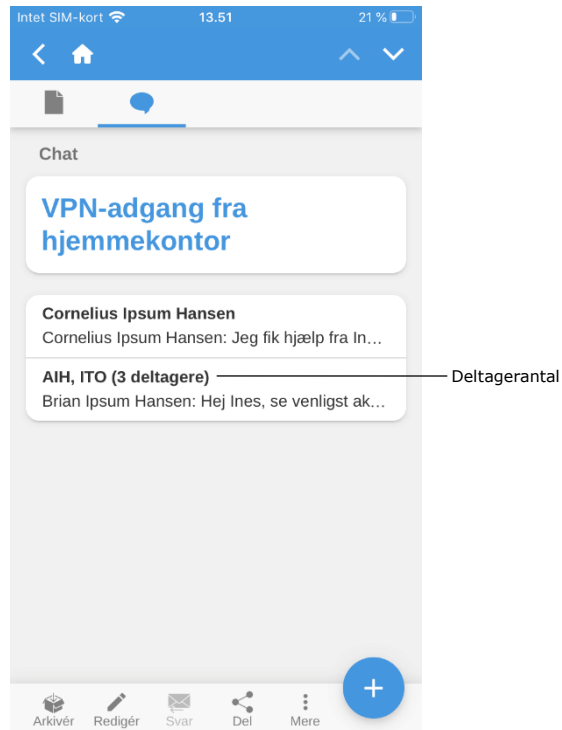 Intet SIM-kort 13.51 21 %
Chat
VPN-adgang fra
hjemmekontor
Cornelius Ipsum Hansen
Cornelius Ipsum Hansen: Jeg fik hjælp fra In…
AIH, ITO (3 deltagere)
Deltagerantal
Brian Ipsum Hansen: Hej Ines, se venligst ak…
Arkivér Redigér Svar Del Mere